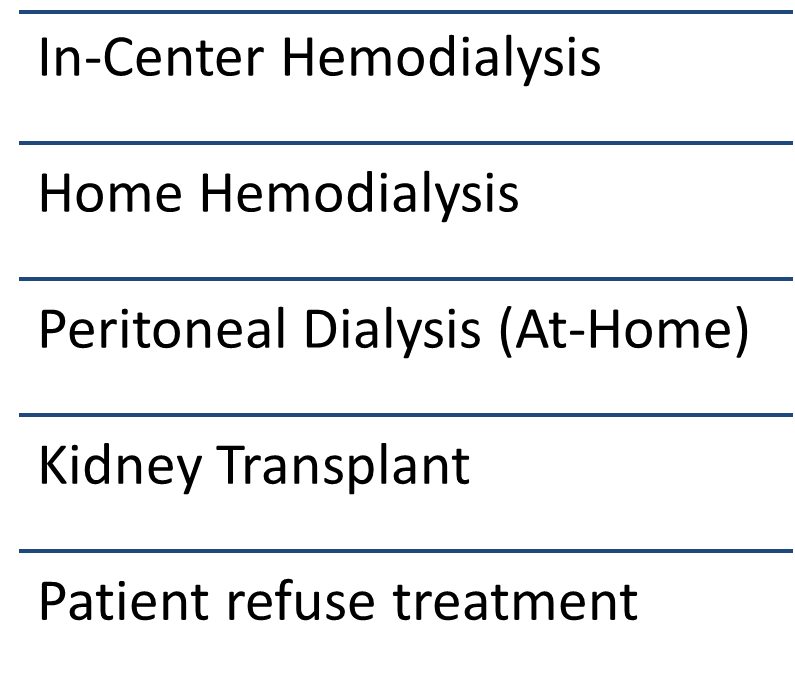 In-Center Hemodialysis
Home Hemodialysis
Peritoneal Dialysis (At-Home)
Kidney Transplant
Patient refuse treatment